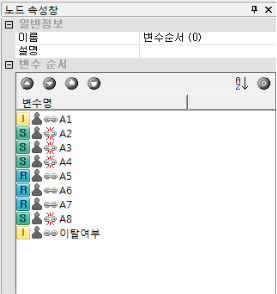 노드 속성창
일반정보
이름 변수순서 (0)
설명
변수 순서
A Z
변수명
I A1
S A2
S A3
S A4
R A5
R A6
R A7
S A8
I 이탈여부